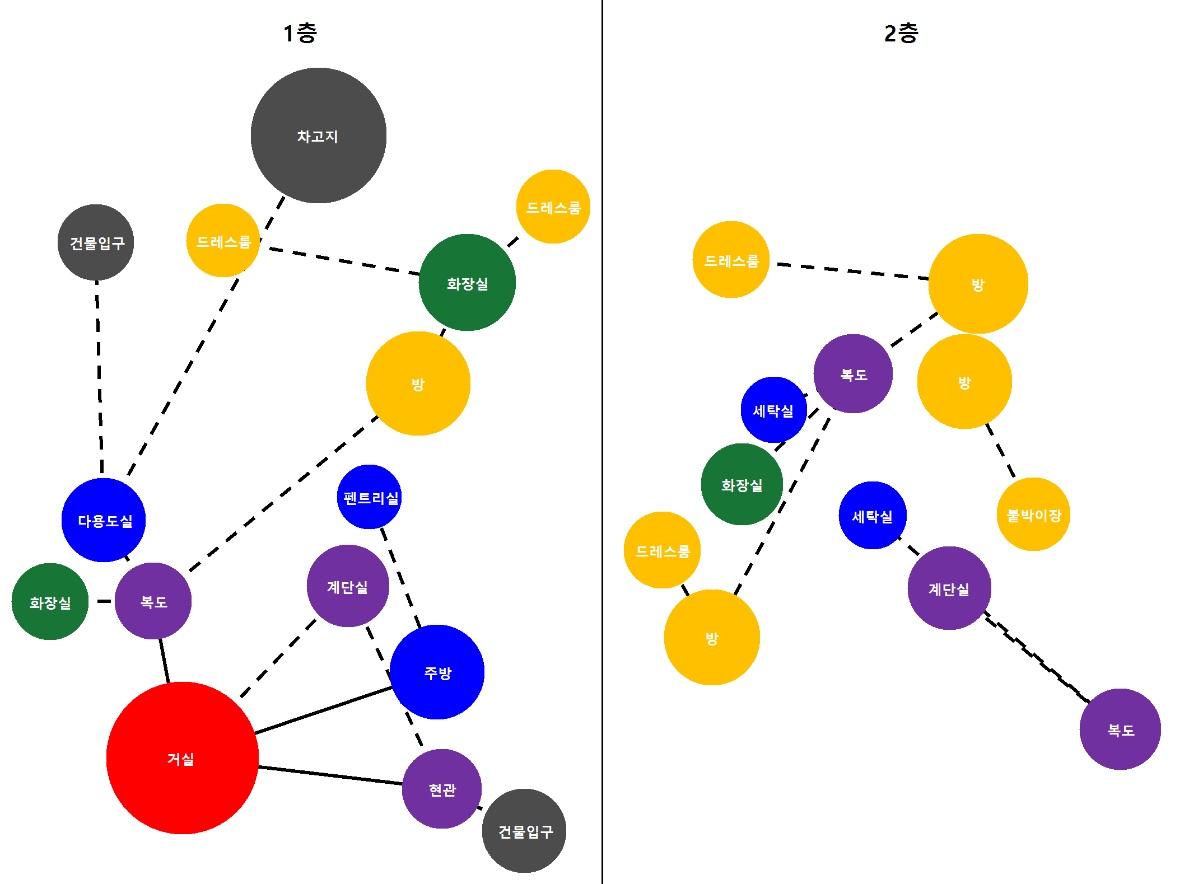 1층
차고지
드레스룸
건물입구
드레스룸
화장실
방
펜트리실
다용도실
계단실
화장실
복도
주방
거실
현관
건물입구
2층
드레스룸
방
복도
방
세탁실
화장실
세탁실
붙박이장
드레스룸
계단실
방
복도